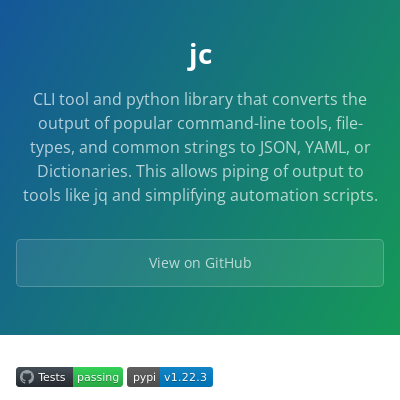 jc
CLI tool and python library that converts the
output of popular command-line tools, file-
types, and common strings to JSON, YAML, or
Dictionaries. This allows piping of output to
tools like jq and simplifying automation scripts.
View on GitHub
Tests passing pypi v1.22.3